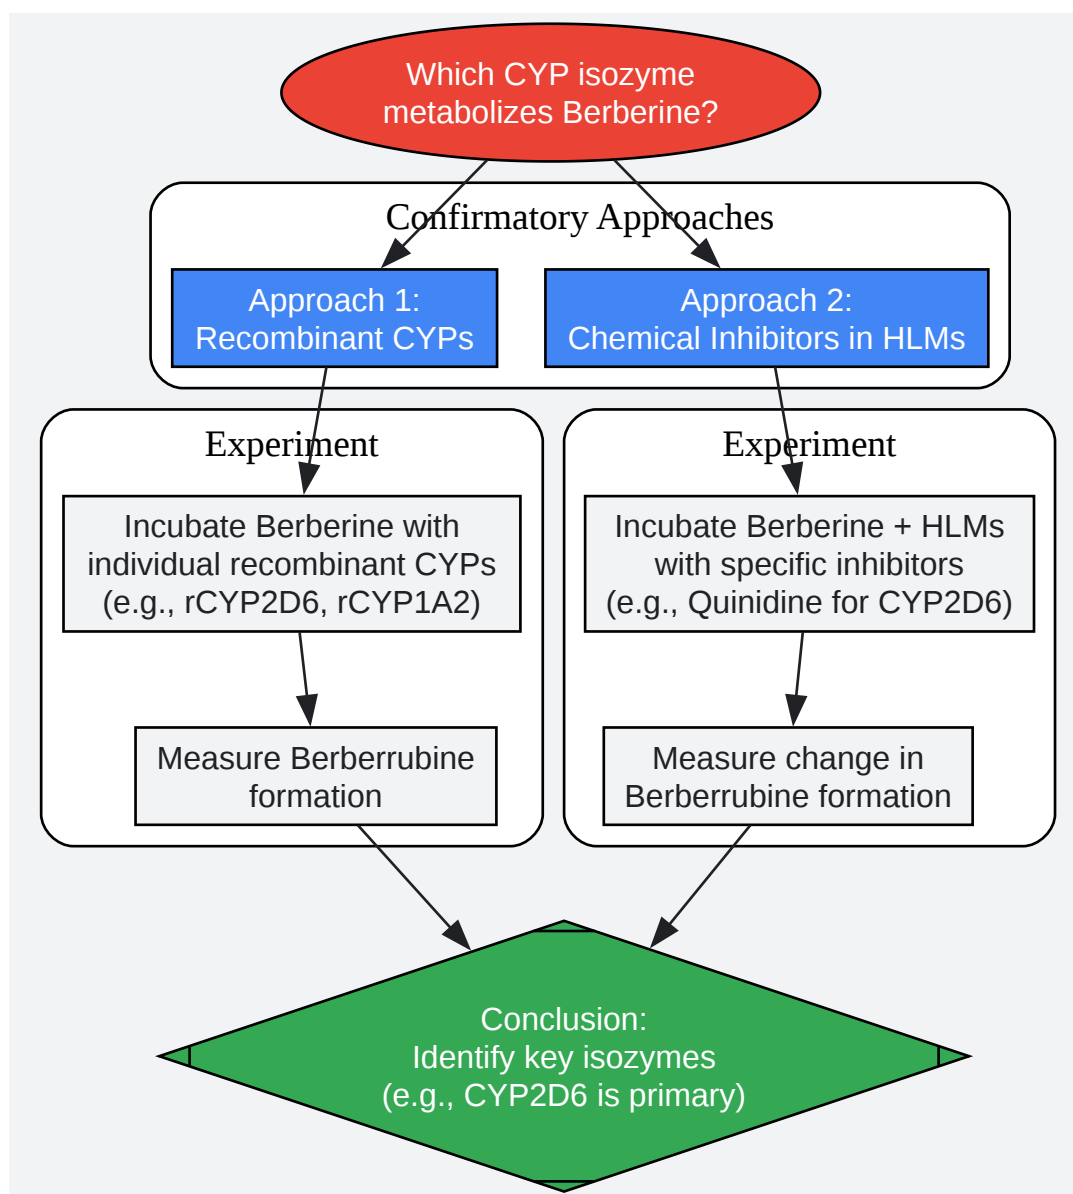 Which CYP isozyme
metabolizes Berberine?
Confirmatory Approaches
Approach 1:
Recombinant CYPs
Approach 2:
Chemical Inhibitors in HLMs
Experiment
Incubate Berberine with
individual recombinant CYPs
(e.g., rCYP2D6, rCYP1A2)
Measure Berberrubine
formation
Experiment
Incubate Berberine + HLMs
with specific inhibitors
(e.g., Quinidine for CYP2D6)
Measure change in
Berberrubine formation
Conclusion:
Identify key isozymes
(e.g., CYP2D6 is primary)